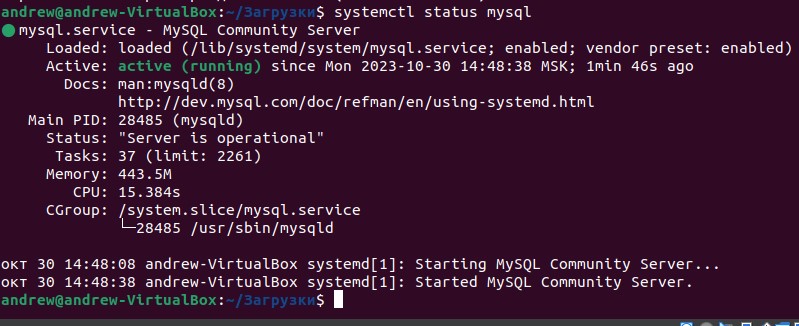 andrew@andrew-VirtualBox:~/Загрузки$ systemctl status mysql
● mysql.service - MySQL Community Server
     Loaded: loaded (/lib/systemd/system/mysql.service; enabled; vendor preset: enabled)
     Active: active (running) since Mon 2023-10-30 14:48:38 MSK; 1min 46s ago
       Docs: man:mysqld(8)
             http://dev.mysql.com/doc/refman/en/using-systemd.html
   Main PID: 28485 (mysqld)
     Status: "Server is operational"
      Tasks: 37 (limit: 2261)
     Memory: 443.5M
        CPU: 15.384s
     CGroup: /system.slice/mysql.service
             └─28485 /usr/sbin/mysqld
окт 30 14:48:08 andrew-VirtualBox systemd[1]: Starting MySQL Community Server...
окт 30 14:48:38 andrew-VirtualBox systemd[1]: Started MySQL Community Server.
andrew@andrew-VirtualBox:~/Загрузки$